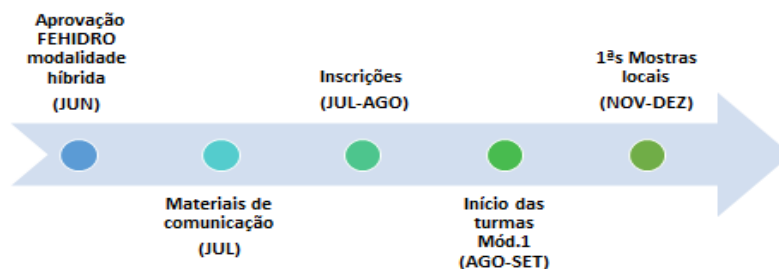 Aprovação
FEHIDRO
modalidade
híbrida
(JUN)
Materiais de
comunicação
(JUL)
Inscrições
(JUL-AGO)
Início das
turmas
Mód.1
(AGO-SET)
1ªs Mostras
locais
(NOV-DEZ)